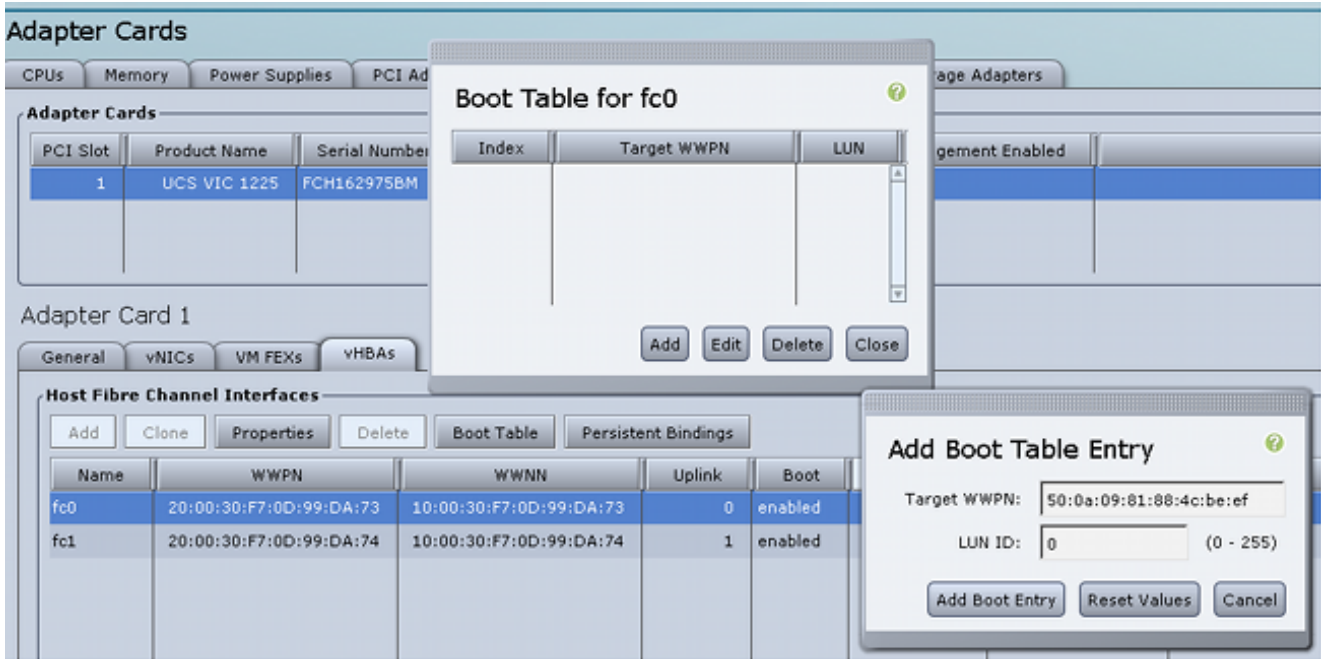 Adapter Cards
CPUs Memory Power Supplies PCI Ad age Adapters
Adapter Cards
PCI Slot Product Name Serial Number gement Enabled
1 UCS VIC 1225 FCH162975BM
Boot Table for fc0
Index Target WWPN LUN
Add Edit Delete Close
Adapter Card 1
General vNICs VM FEXs vHBAs
Host Fibre Channel Interfaces
Add Clone Properties Delete Boot Table Persistent Bindings
Name WWPN WWNN Uplink Boot
fc0 20:00:30:F7:0D:99:DA:73 10:00:30:F7:0D:99:DA:73 0 enabled
fc1 20:00:30:F7:0D:99:DA:74 10:00:30:F7:0D:99:DA:74 1 enabled
Add Boot Table Entry
Target WWPN: 50:0a:09:81:88:4c:be:ef
LUN ID: 0 (0 - 255)
Add Boot Entry Reset Values Cancel